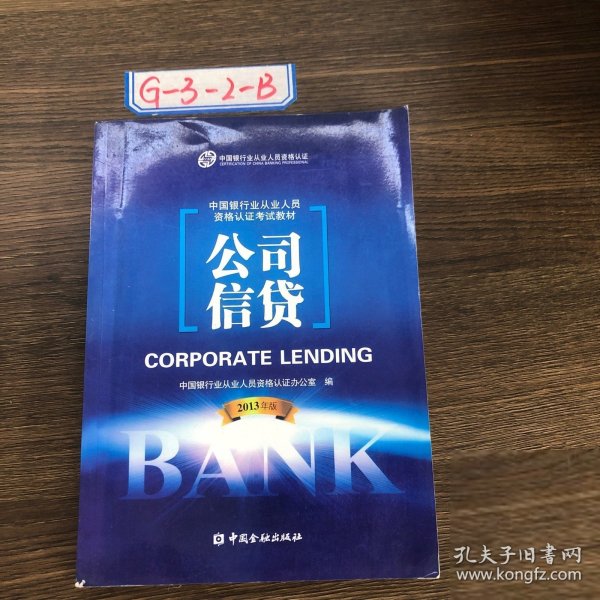 G-3-2-B
中国银行业从业人员资格认证
CERTIFICATION OF CHINA BANKING PROFESSIONAL
中国银行业从业人员
资格认证考试教材
公司
信贷
CORPORATE LENDING
中国银行业从业人员资格认证办公室 编
2013年版
BANK
中国金融出版社
孔夫子旧书网
www.kongfz.com